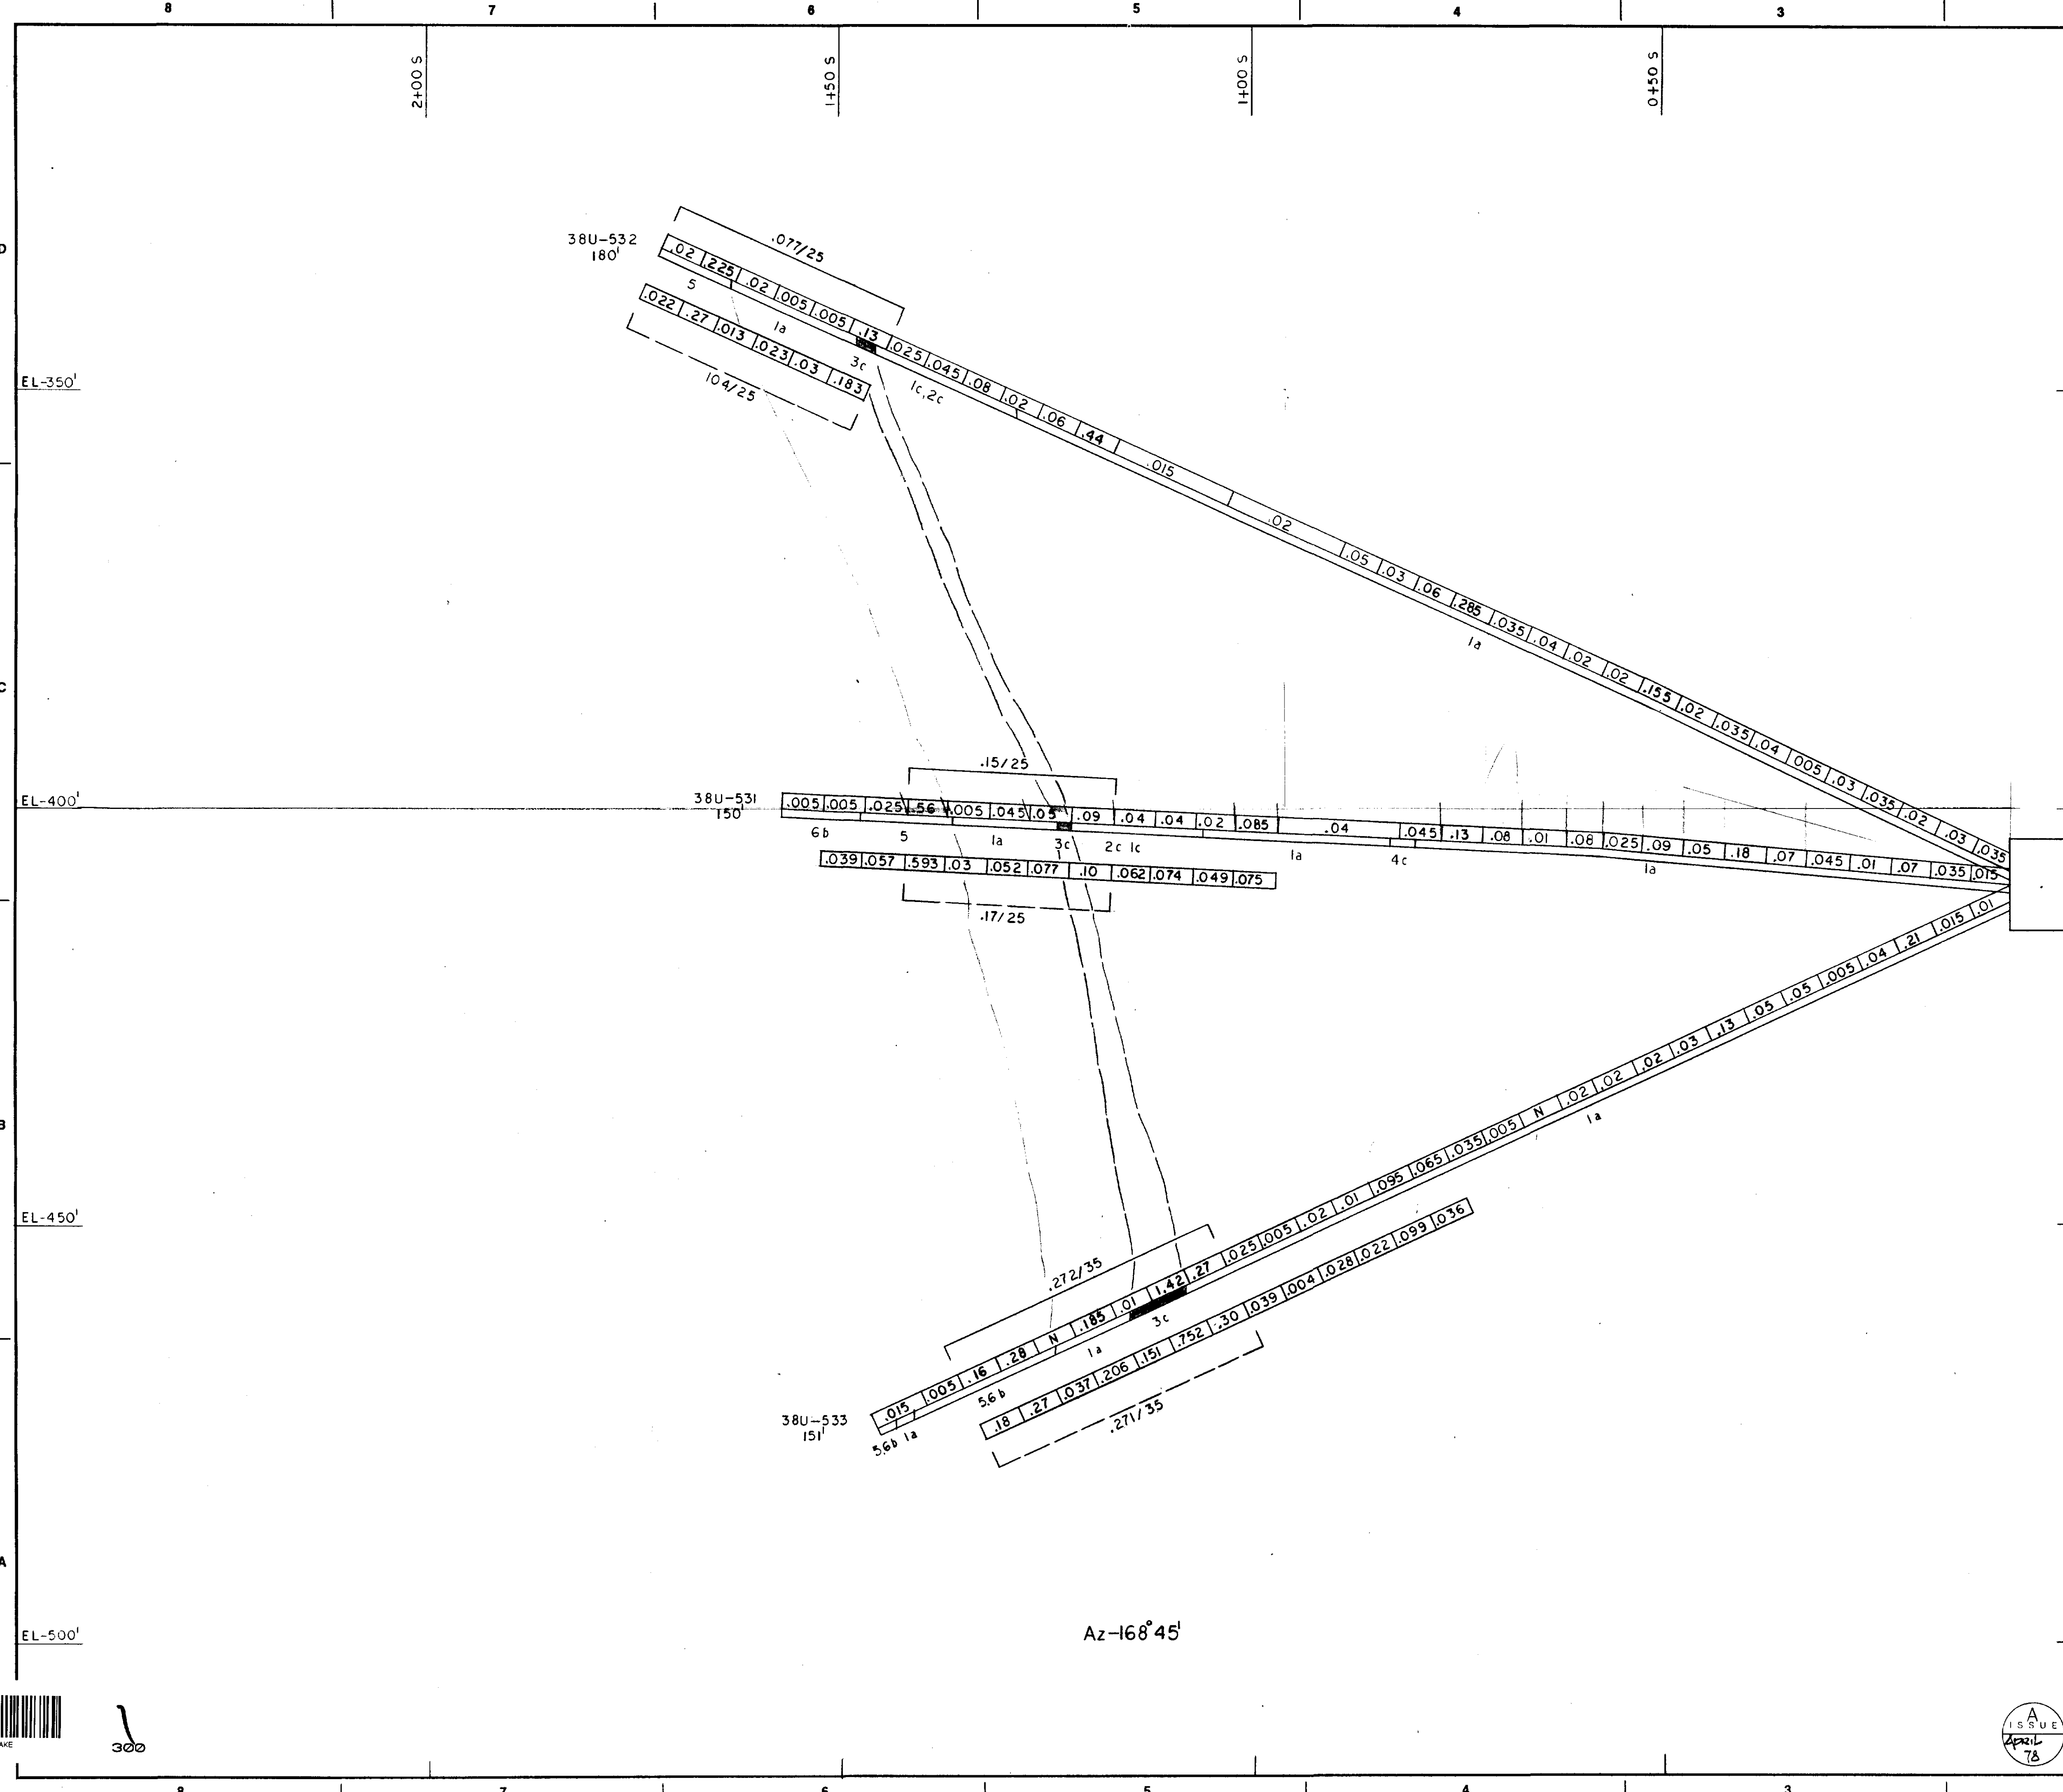 8 7 6 5 4 3
2+00 S
1+50 S
1+00 S
0+50 S
D
38U-532
180'
.077/25
.02 .225 .02 .005 .005 .13 .025 .045 .08 .02 .06 .44 .015 .02 .05 .03 .06 .285 .035 .04 .02 .02 .155 .02 .035 .04 .005 .03 .035 .02 .03 .035
5 1a 3c 1c,2c 1a
.022 .27 .013 .023 .03 .183
.104/25
EL-350'
C
EL-400'
.15/25
38U-531
150'
.005 .005 .025 .56 .005 .045 .05 .09 .04 .04 .02 .085 .04 .045 .13 .08 .01 .08 .025 .09 .05 .18 .07 .045 .01 .07 .035 .015
6b 5 1a 3c 2c 1c 1a 4c 1a
.039 .057 .593 .03 .052 .077 .10 .062 .074 .049 .075
.17/25
B
EL-450'
.272/35
38U-533
151'
.015 .005 .16 .28 N .185 .01 1.42 .27 .025 .005 .02 .01 .095 .065 .035 .005 N .02 .02 .02 .03 .13 .05 .05 .005 .04 .21 .015 .01
5,6b 1a 5,6b 1a 3c 1a
.18 .27 .037 .206 .151 .752 .30 .039 .004 .028 .022 .099 .036
.271/35
A
EL-500'
Az-168°45'
300
A
ISSUE
APRIL
78
8 7 6 5 4 3